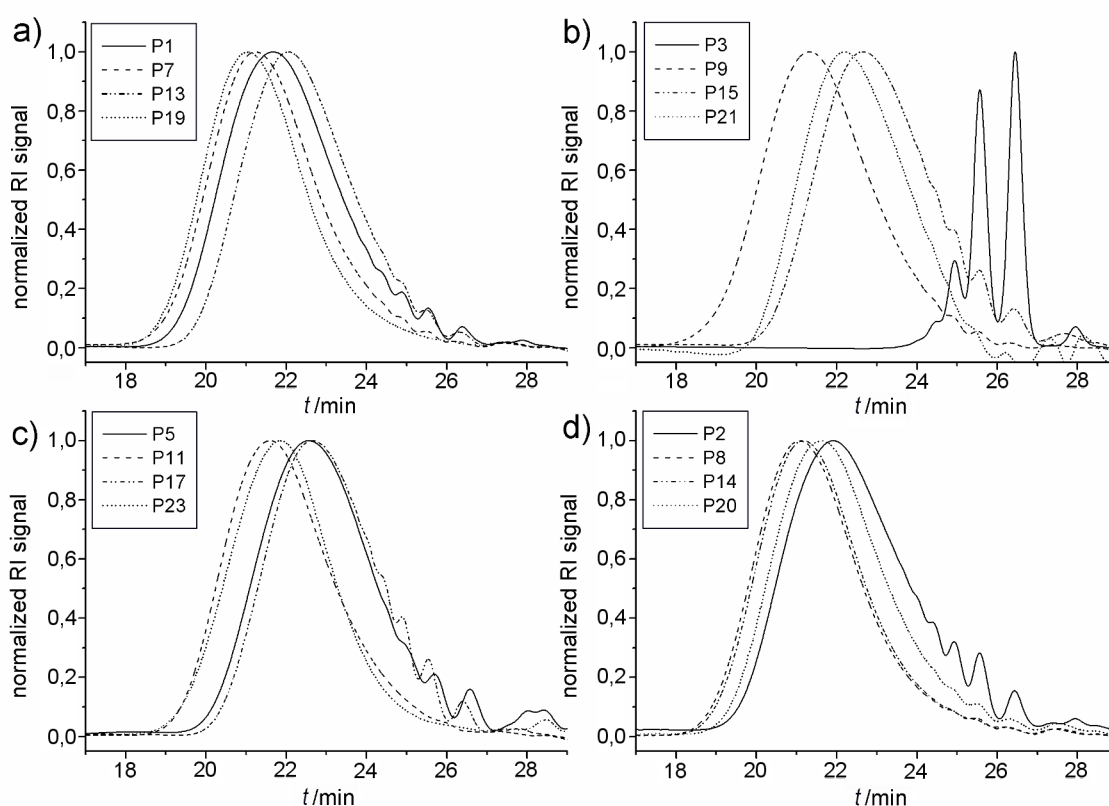 a)
P1
P7
P13
P19
normalized RI signal
1,0
0,8
0,6
0,4
0,2
0,0
18 20 22 24 26 28
t /min
b)
P3
P9
P15
P21
normalized RI signal
1,0
0,8
0,6
0,4
0,2
0,0
18 20 22 24 26 28
t /min
c)
P5
P11
P17
P23
normalized RI signal
1,0
0,8
0,6
0,4
0,2
0,0
18 20 22 24 26 28
t /min
d)
P2
P8
P14
P20
normalized RI signal
1,0
0,8
0,6
0,4
0,2
0,0
18 20 22 24 26 28
t /min